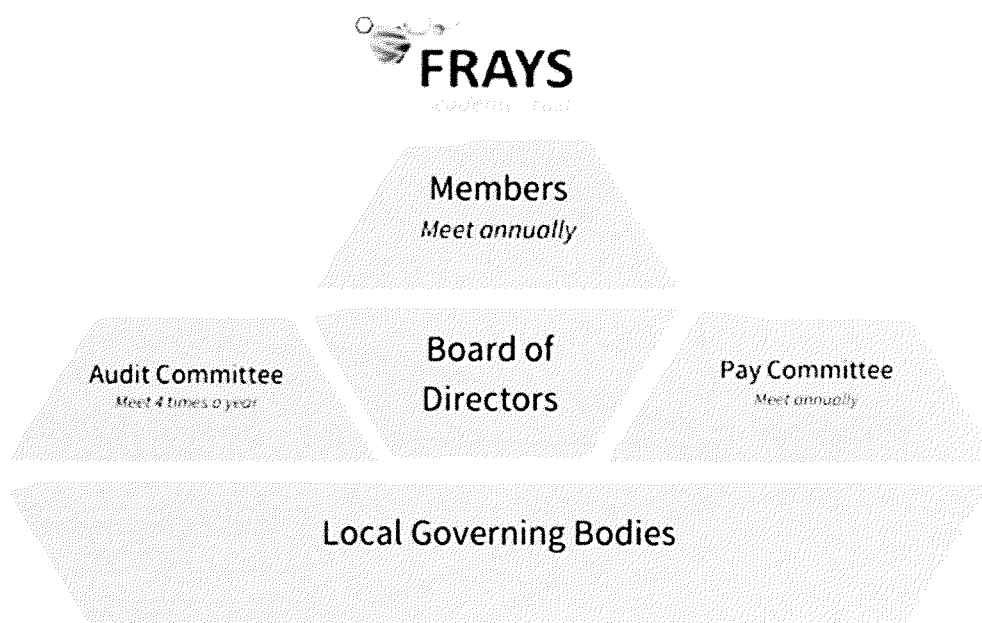 FRAYS
Members
Meet annually
Board of
Directors
Audit Committee
Meet 4 times a year
Pay Committee
Meet annually
Local Governing Bodies